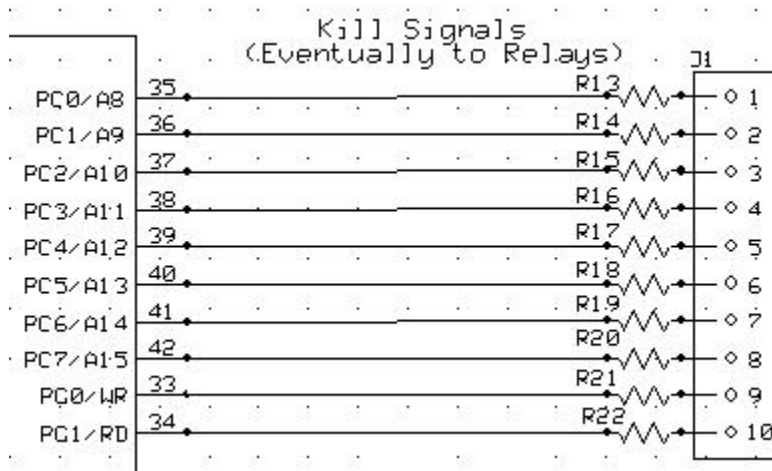 Kill Signals
(Eventually to Relays)
J1
PC0/A8 35 R13 1
PC1/A9 36 R14 2
PC2/A10 37 R15 3
PC3/A11 38 R16 4
PC4/A12 39 R17 5
PC5/A13 40 R18 6
PC6/A14 41 R19 7
PC7/A15 42 R20 8
PG0/WR 33 R21 9
PG1/RD 34 R22 10